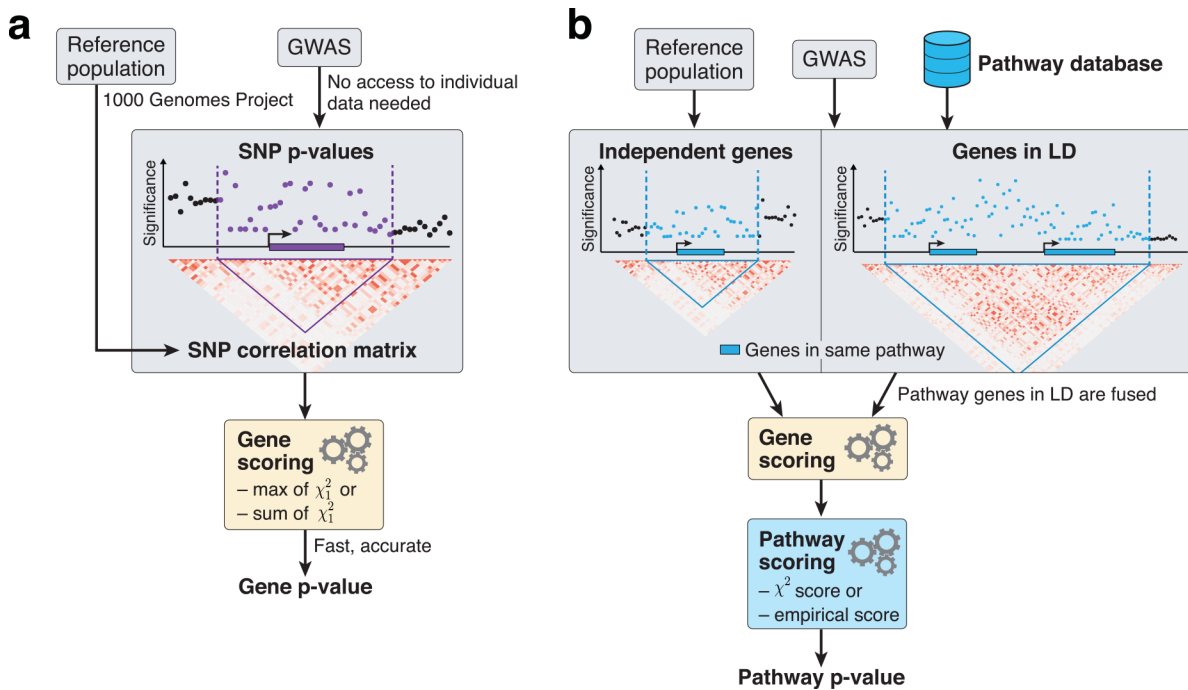 a
Reference
population
GWAS
1000 Genomes Project
No access to individual
data needed
SNP p-values
Significance
SNP correlation matrix
Gene
scoring
– max of χ₁² or
– sum of χ₁²
Fast, accurate
Gene p-value
b
Reference
population
GWAS
Pathway database
Independent genes
Significance
Genes in LD
Significance
Genes in same pathway
Pathway genes in LD are fused
Gene
scoring
Pathway
scoring
– χ² score or
– empirical score
Pathway p-value